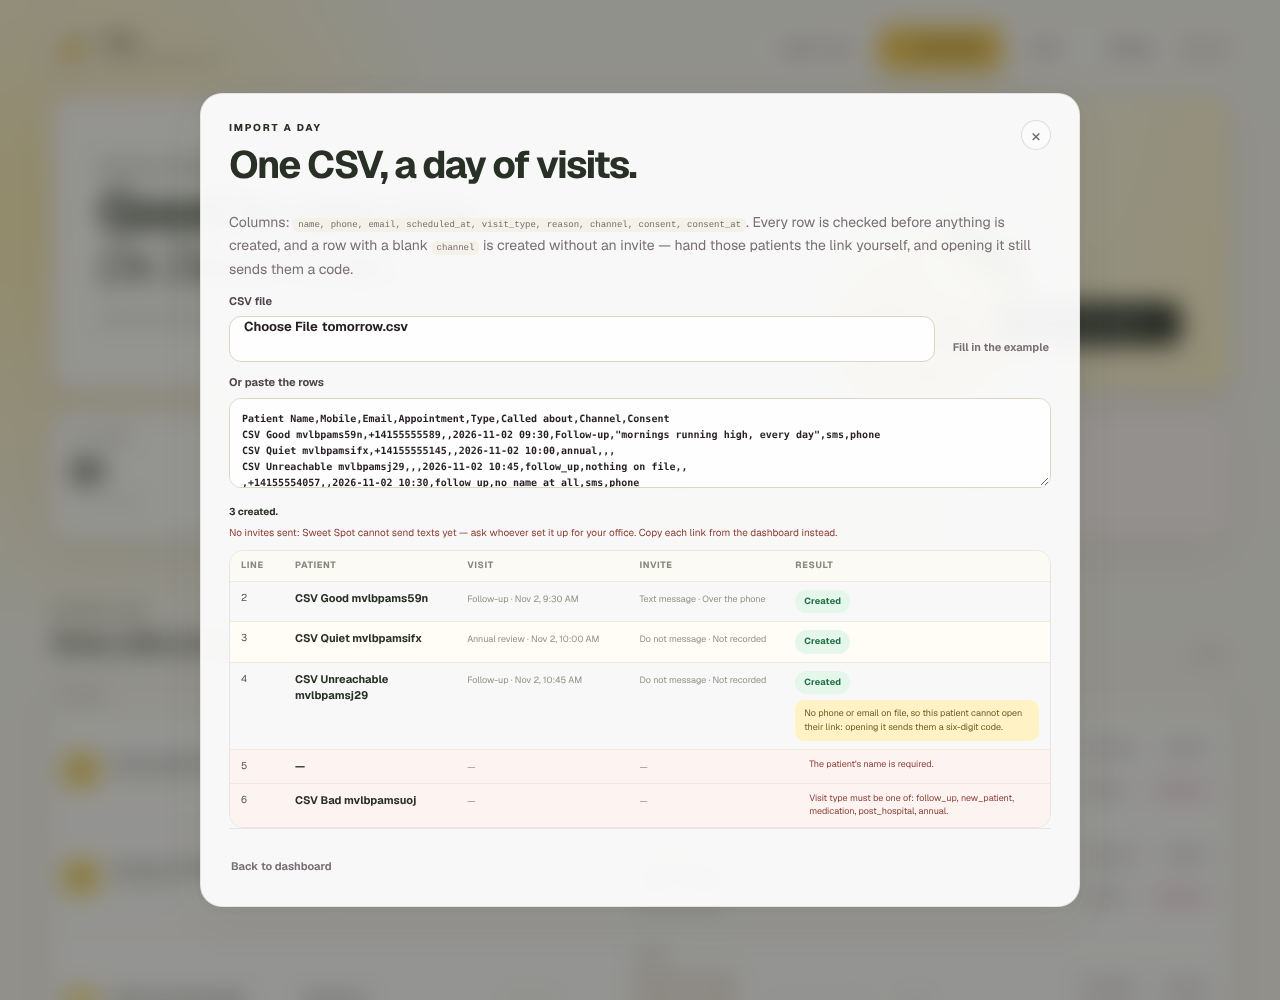 IMPORT A DAY
×
One CSV, a day of visits.
Columns: name, phone, email, scheduled_at, visit_type, reason, channel, consent, consent_at. Every row is checked before anything is
created, and a row with a blank channel is created without an invite — hand those patients the link yourself, and opening it still
sends them a code.
CSV file
Choose File tomorrow.csv
Fill in the example
Or paste the rows
Patient Name,Mobile,Email,Appointment,Type,Called about,Channel,Consent
CSV Good mvlbpams59n,+14155555589,,2026-11-02 09:30,Follow-up,"mornings running high, every day",sms,phone
CSV Quiet mvlbpamsifx,+14155555145,,2026-11-02 10:00,annual,,,
CSV Unreachable mvlbpamsj29,,,2026-11-02 10:45,follow_up,nothing on file,,
,+14155554057,,2026-11-02 10:30,follow_up,no name at all,sms,phone
3 created.
No invites sent: Sweet Spot cannot send texts yet — ask whoever set it up for your office. Copy each link from the dashboard instead.
LINE PATIENT VISIT INVITE RESULT
2 CSV Good mvlbpams59n Follow-up · Nov 2, 9:30 AM Text message · Over the phone Created
3 CSV Quiet mvlbpamsifx Annual review · Nov 2, 10:00 AM Do not message · Not recorded Created
4 CSV Unreachable Follow-up · Nov 2, 10:45 AM Do not message · Not recorded Created
mvlbpamsj29
No phone or email on file, so this patient cannot open
their link: opening it sends them a six-digit code.
5 — — — The patient's name is required.
6 CSV Bad mvlbpamsuoj — — Visit type must be one of: follow_up, new_patient,
medication, post_hospital, annual.
Back to dashboard